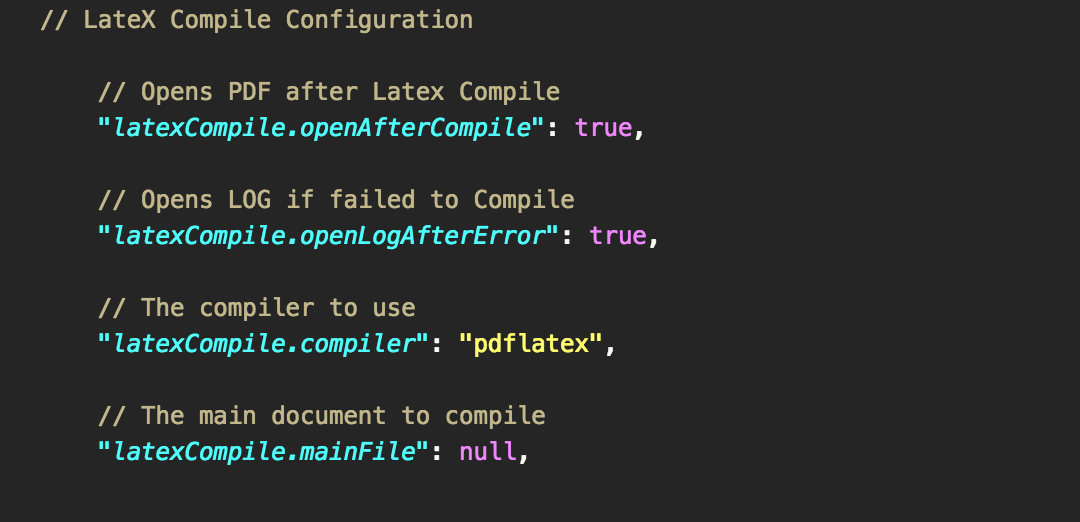 // LateX Compile Configuration
// Opens PDF after Latex Compile
"latexCompile.openAfterCompile": true,
// Opens LOG if failed to Compile
"latexCompile.openLogAfterError": true,
// The compiler to use
"latexCompile.compiler": "pdflatex",
// The main document to compile
"latexCompile.mainFile": null,